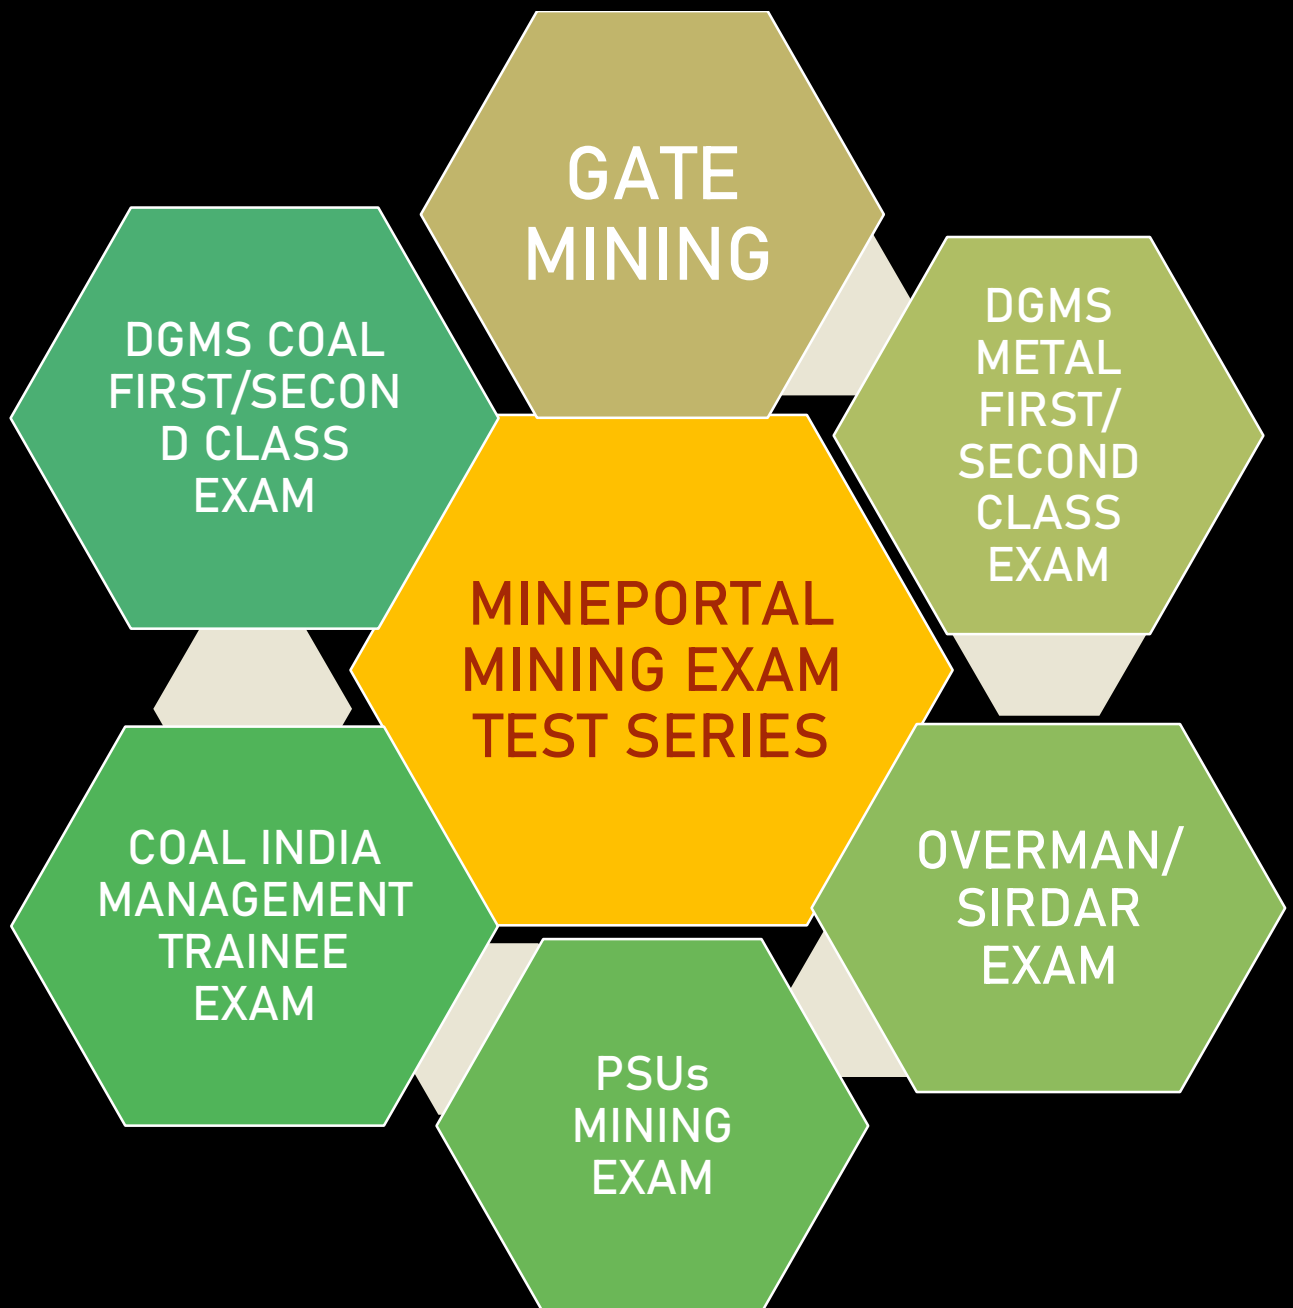 GATE
MINING
DGMS COAL
FIRST/SECON
D CLASS
EXAM
DGMS
METAL
FIRST/
SECOND
CLASS
EXAM
MINEPORTAL
MINING EXAM
TEST SERIES
COAL INDIA
MANAGEMENT
TRAINEE
EXAM
OVERMAN/
SIRDAR
EXAM
PSUs
MINING
EXAM